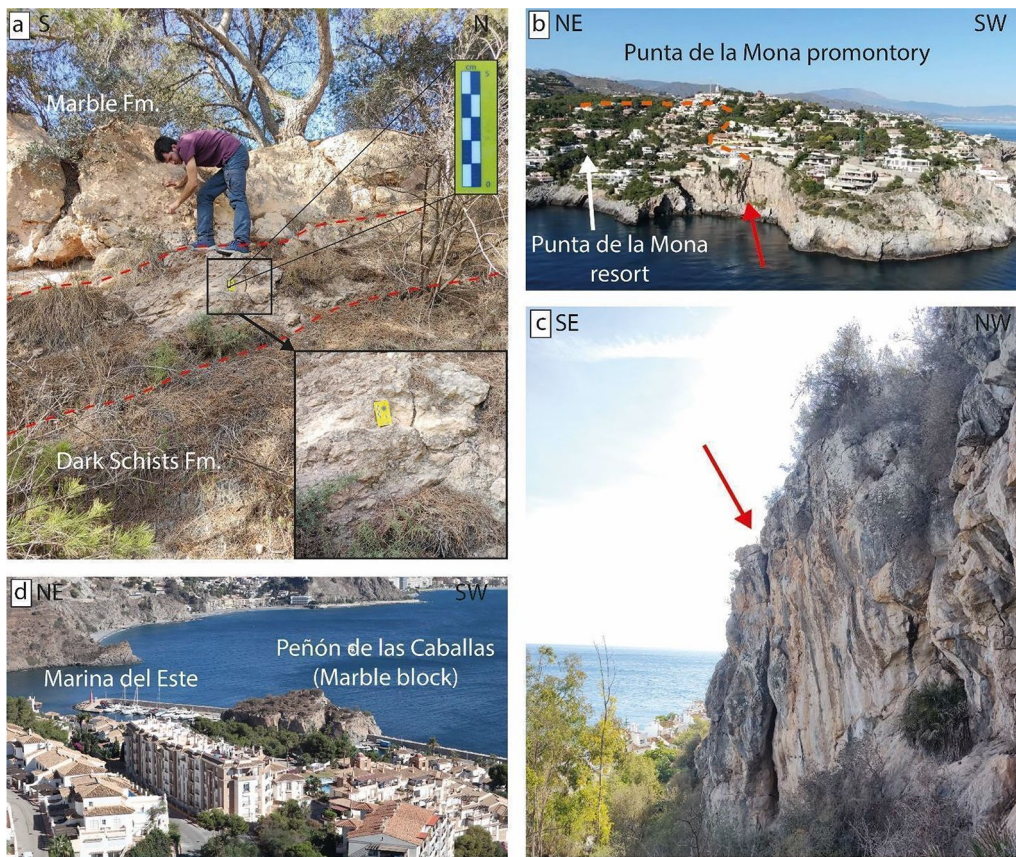 a S N
Marble Fm.
cm 5
0
Dark Schists Fm.
b NE SW
Punta de la Mona promontory
Punta de la Mona
resort
c SE NW
d NE SW
Peñón de las Caballas
(Marble block)
Marina del Este